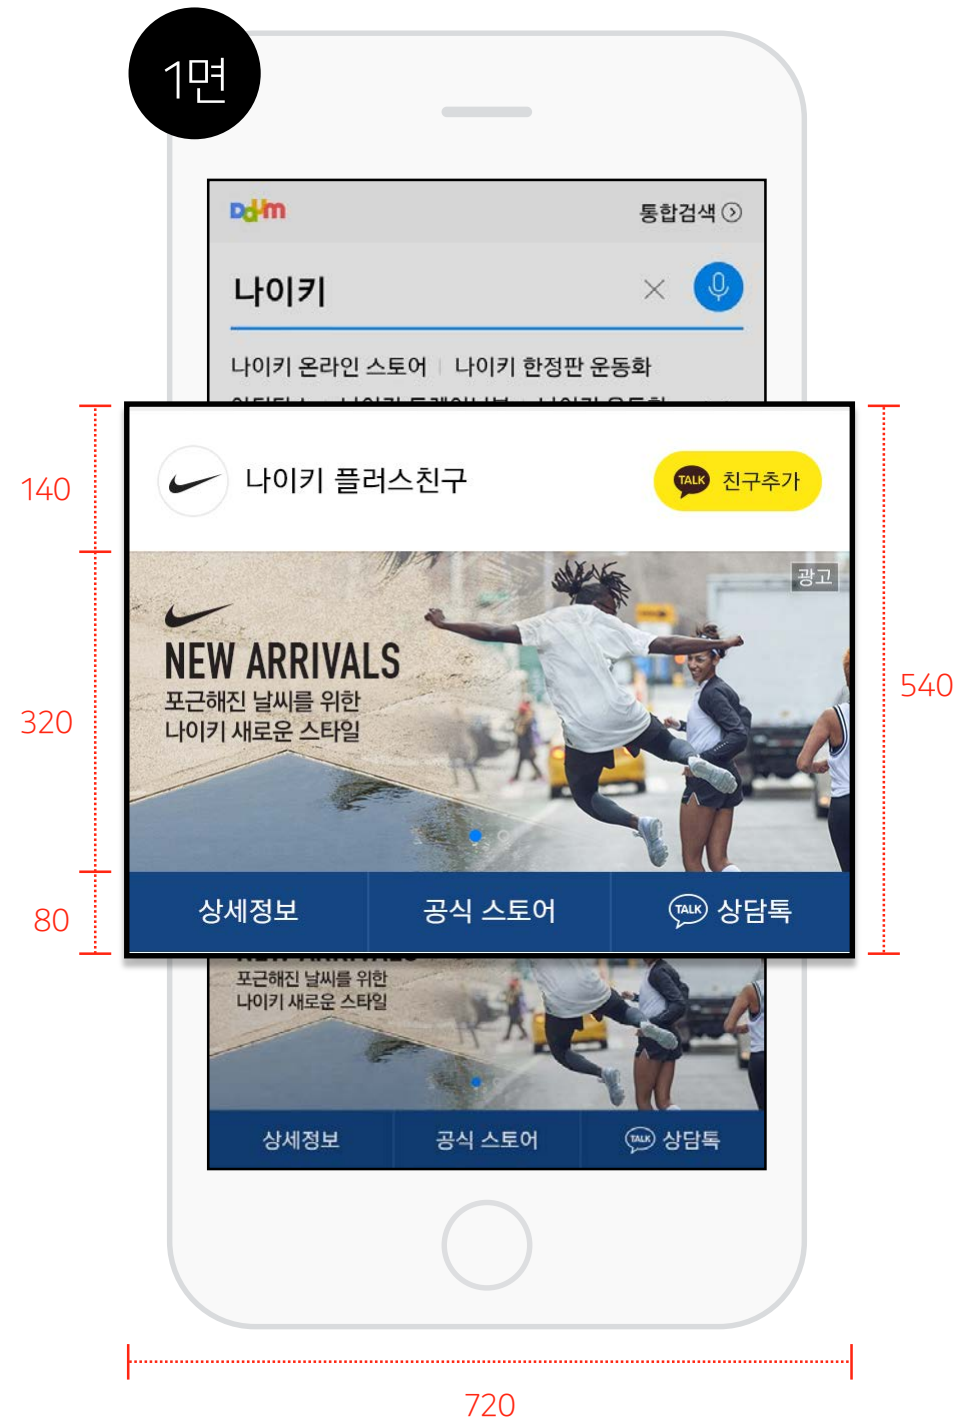 1면
Daum
통합검색
나이키
나이키 온라인 스토어 | 나이키 한정판 운동화
140
나이키 플러스친구
TALK 친구추가
광고
NEW ARRIVALS
포근해진 날씨를 위한
나이키 새로운 스타일
320
540
80
상세정보
공식 스토어
TALK 상담톡
포근해진 날씨를 위한
나이키 새로운 스타일
상세정보
공식 스토어
TALK 상담톡
720